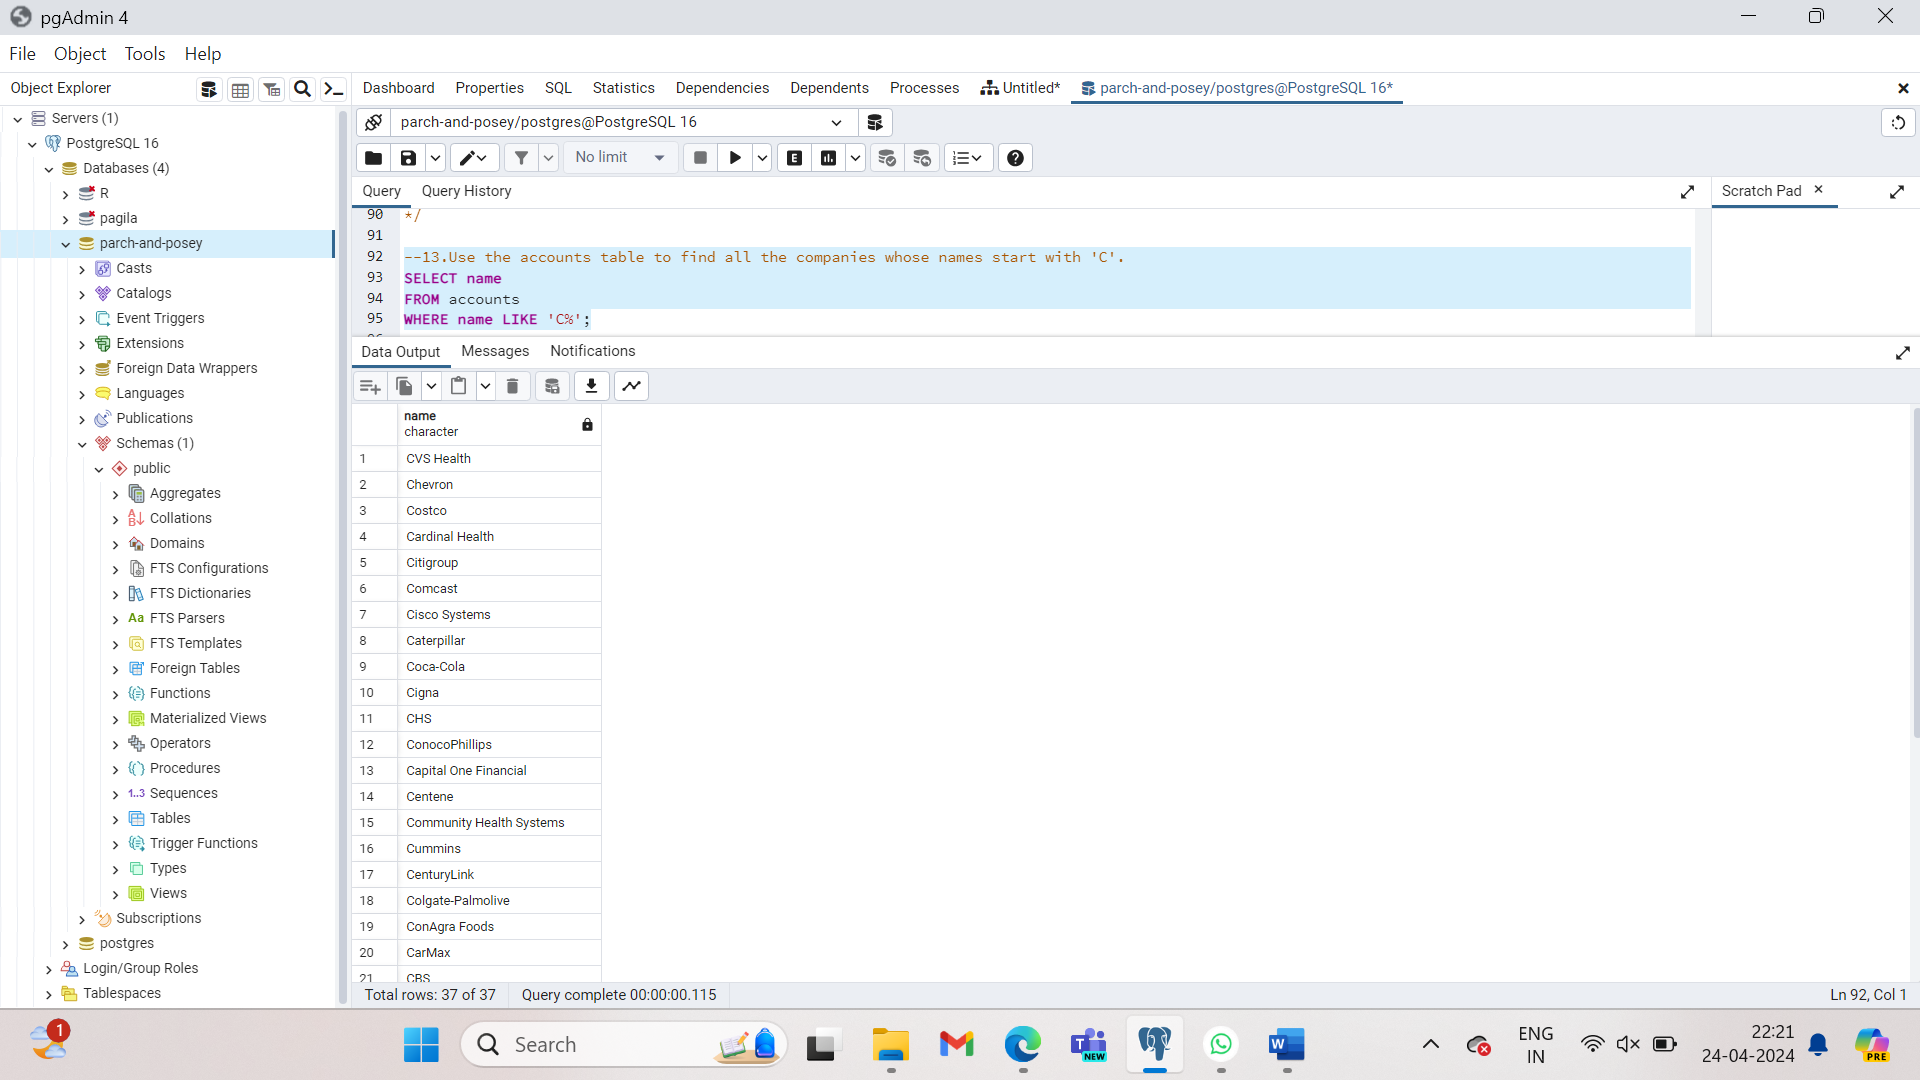 pgAdmin 4
File Object Tools Help
Object Explorer
Dashboard Properties SQL Statistics Dependencies Dependents Processes Untitled* parch-and-posey/postgres@PostgreSQL 16*
Servers (1)
PostgreSQL 16
Databases (4)
R
pagila
parch-and-posey
Casts
Catalogs
Event Triggers
Extensions
Foreign Data Wrappers
Languages
Publications
Schemas (1)
public
Aggregates
Collations
Domains
FTS Configurations
FTS Dictionaries
Aa FTS Parsers
FTS Templates
Foreign Tables
Functions
Materialized Views
Operators
Procedures
1..3 Sequences
Tables
Trigger Functions
Types
Views
Subscriptions
postgres
Login/Group Roles
Tablespaces
parch-and-posey/postgres@PostgreSQL 16
No limit
E
Query Query History
Scratch Pad
90 */
91
92 --13.Use the accounts table to find all the companies whose names start with 'C'.
93 SELECT name
94 FROM accounts
95 WHERE name LIKE 'C%';
Data Output Messages Notifications
name
character
1 CVS Health
2 Chevron
3 Costco
4 Cardinal Health
5 Citigroup
6 Comcast
7 Cisco Systems
8 Caterpillar
9 Coca-Cola
10 Cigna
11 CHS
12 ConocoPhillips
13 Capital One Financial
14 Centene
15 Community Health Systems
16 Cummins
17 CenturyLink
18 Colgate-Palmolive
19 ConAgra Foods
20 CarMax
21 CBS
Total rows: 37 of 37 Query complete 00:00:00.115 Ln 92, Col 1
1
Search
NEW
ENG
IN
22:21
24-04-2024
PRE